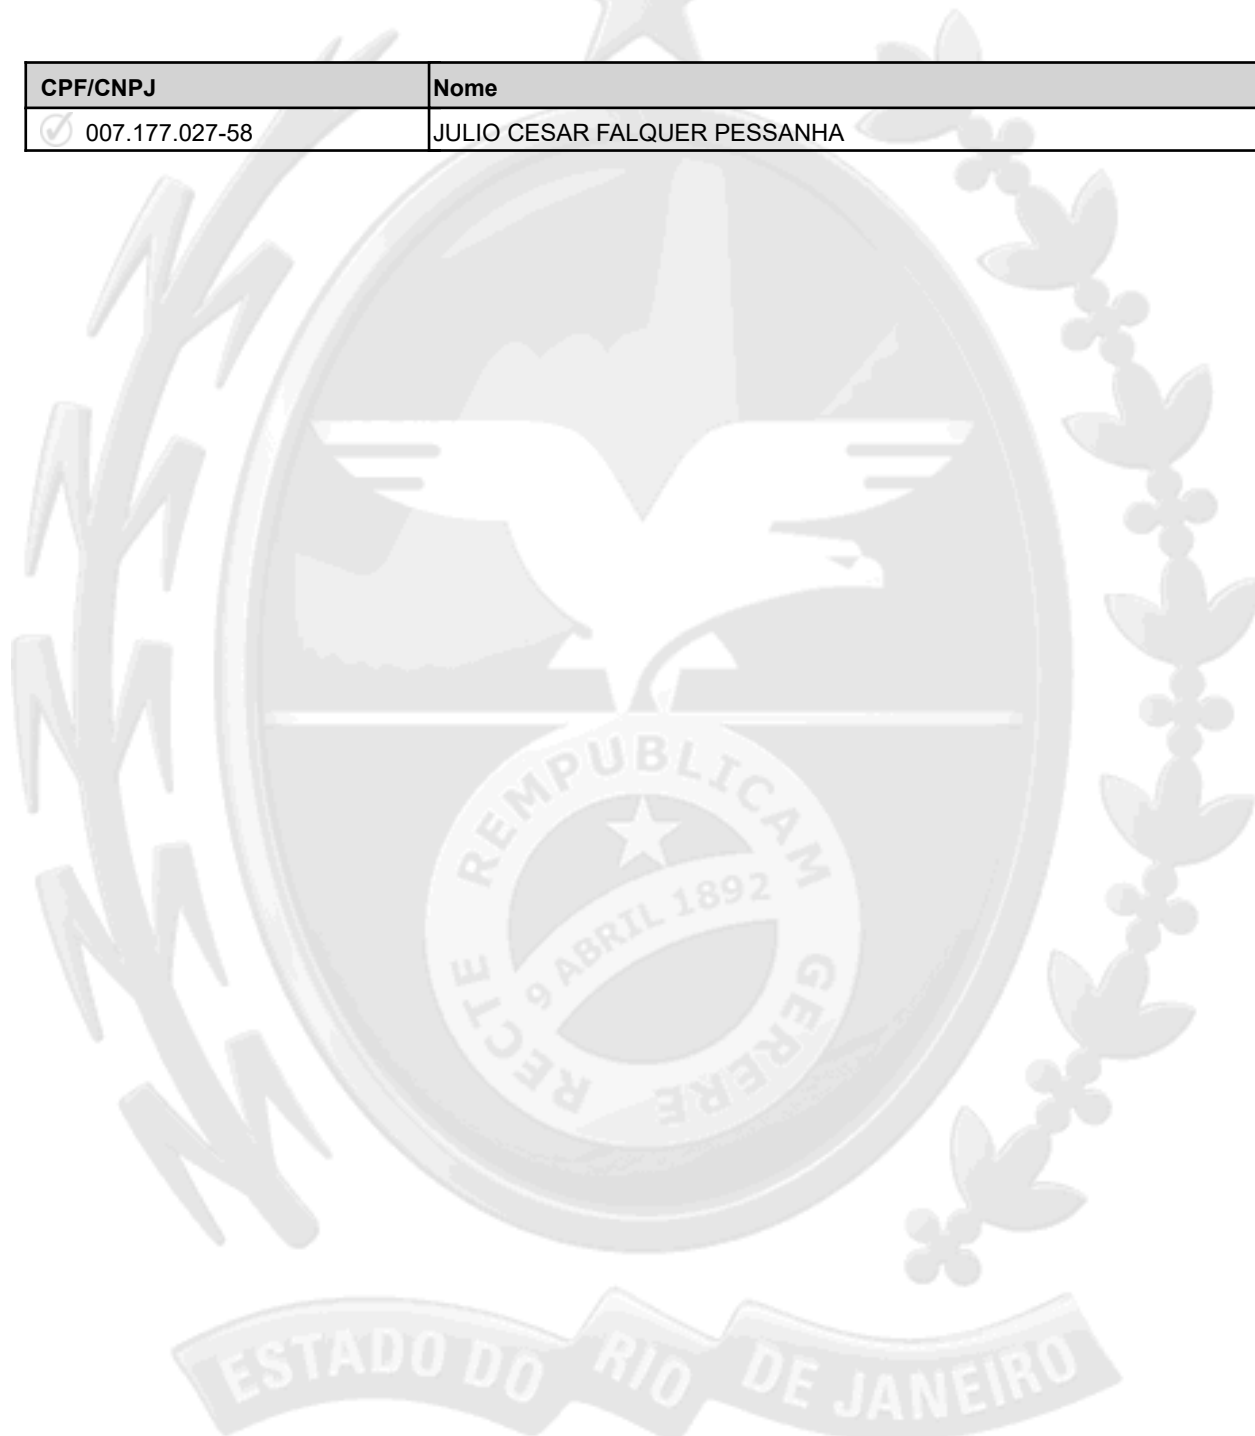 CPF/CNPJ Nome
007.177.027-58 JULIO CESAR FALQUER PESSANHA
RECTE REMPUBLICAM GERERE
9 ABRIL 1892
ESTADO DO RIO DE JANEIRO